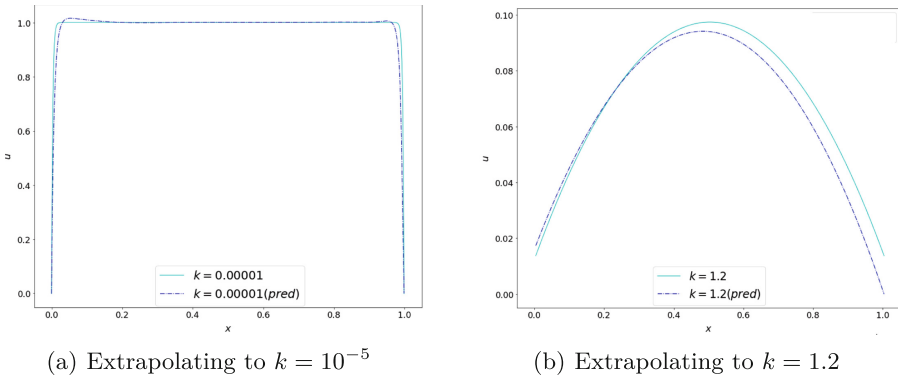 1.0
0.8
0.6
0.4
0.2
0.0
u
0.0 0.2 0.4 0.6 0.8 1.0
x
k = 0.00001
k = 0.00001(pred)
(a) Extrapolating to k = 10⁻⁵
0.10
0.08
0.06
0.04
0.02
0.00
u
0.0 0.2 0.4 0.6 0.8 1.0
x
k = 1.2
k = 1.2(pred)
(b) Extrapolating to k = 1.2